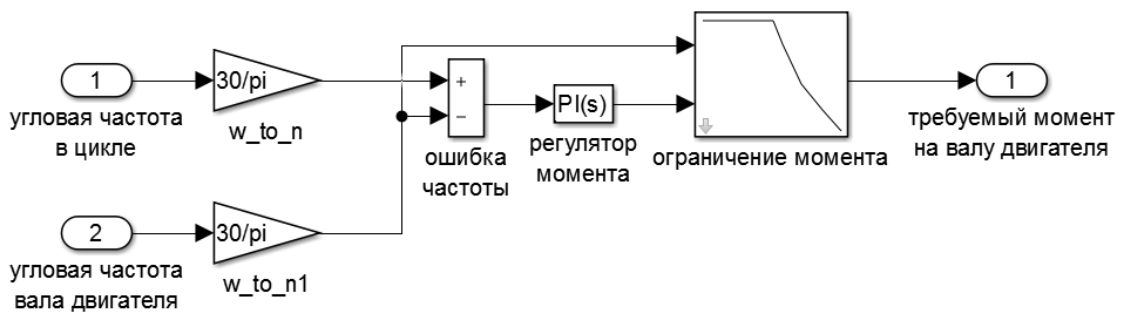 1
30/pi
угловая частота
в цикле
w_to_n
+
−
ошибка
частоты
PI(s)
регулятор
момента
ограничение момента
1
требуемый момент
на валу двигателя
2
30/pi
угловая частота
вала двигателя
w_to_n1